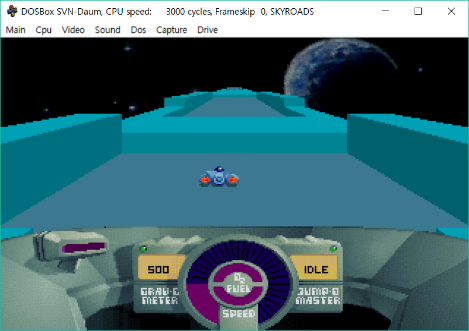 DOSBox SVN-Daum, CPU speed: 3000 cycles, Frameskip 0, SKYROADS
Main Cpu Video Sound Dos Capture Drive
500 IDLE
O2
GRAV-O FUEL JUMP-O
METER MASTER
SPEED